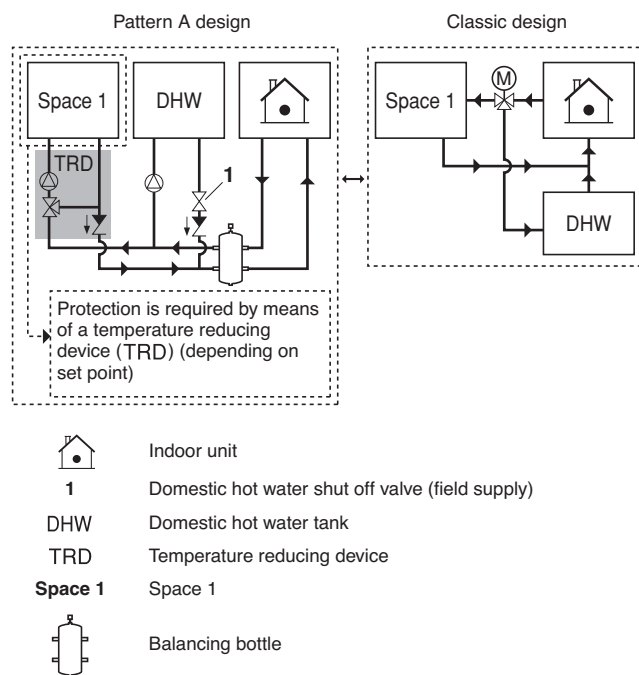 Pattern A design
Classic design
Space 1
DHW
TRD
1
Protection is required by means
of a temperature reducing
device (TRD) (depending on
set point)
M
Space 1
DHW
Indoor unit
1 Domestic hot water shut off valve (field supply)
DHW Domestic hot water tank
TRD Temperature reducing device
Space 1 Space 1
Balancing bottle